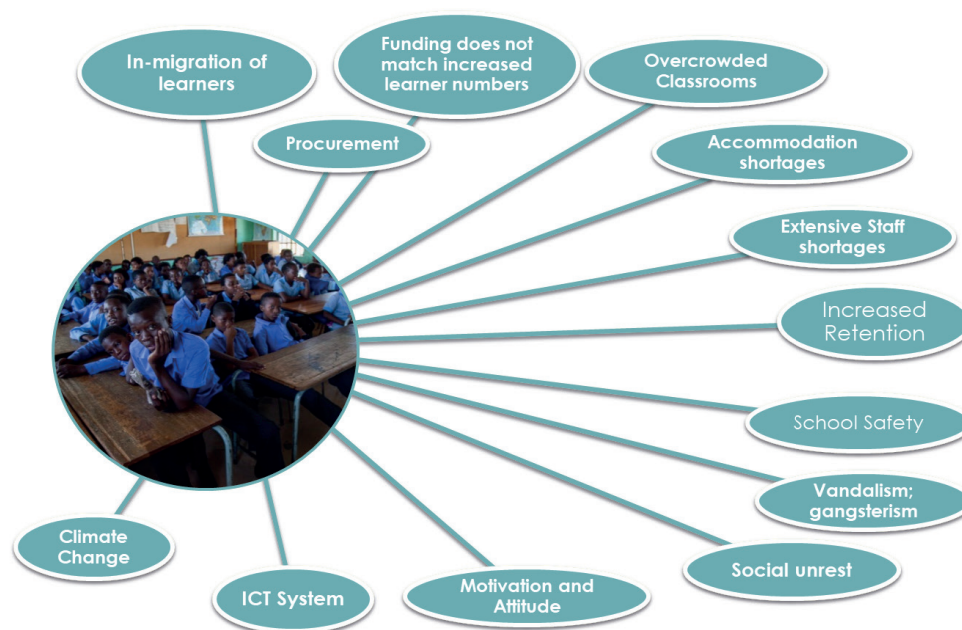 In-migration of
learners
Funding does not
match increased
learner numbers
Procurement
Overcrowded
Classrooms
Accommodation
shortages
Extensive Staff
shortages
Increased
Retention
School Safety
Vandalism;
gangsterism
Social unrest
Motivation and
Attitude
ICT System
Climate
Change